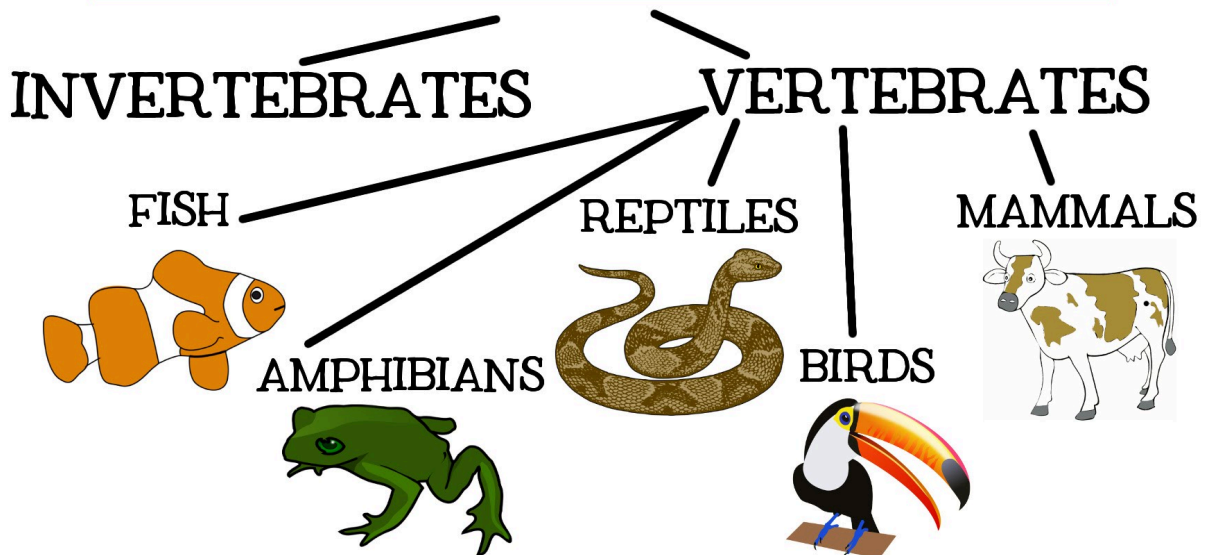 INVERTEBRATES
VERTEBRATES
FISH
REPTILES
MAMMALS
AMPHIBIANS
BIRDS